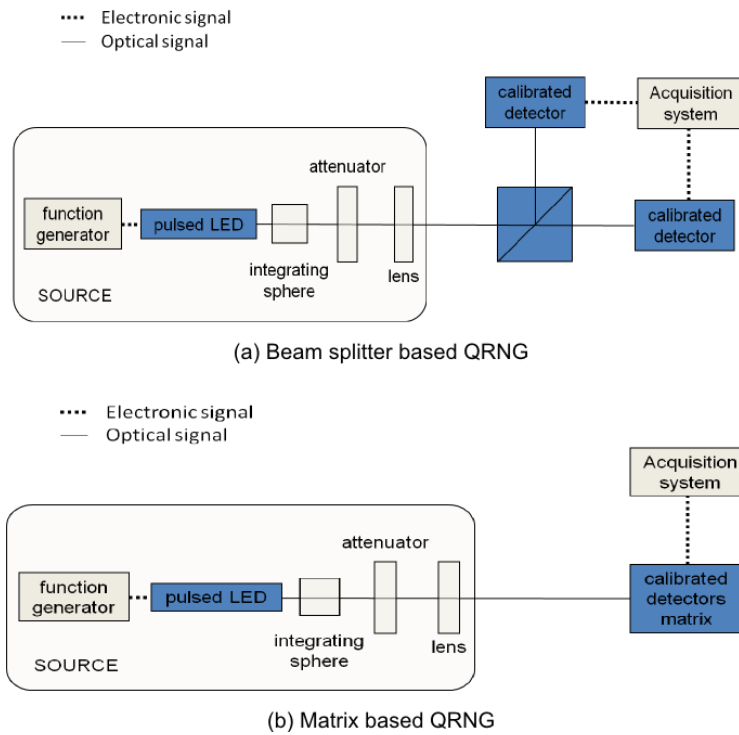 Electronic signal
Optical signal
calibrated
detector
Acquisition
system
attenuator
function
generator
pulsed LED
calibrated
detector
integrating
sphere
lens
SOURCE
(a) Beam splitter based QRNG
Electronic signal
Optical signal
Acquisition
system
attenuator
function
generator
pulsed LED
calibrated
detectors
matrix
integrating
sphere
lens
SOURCE
(b) Matrix based QRNG